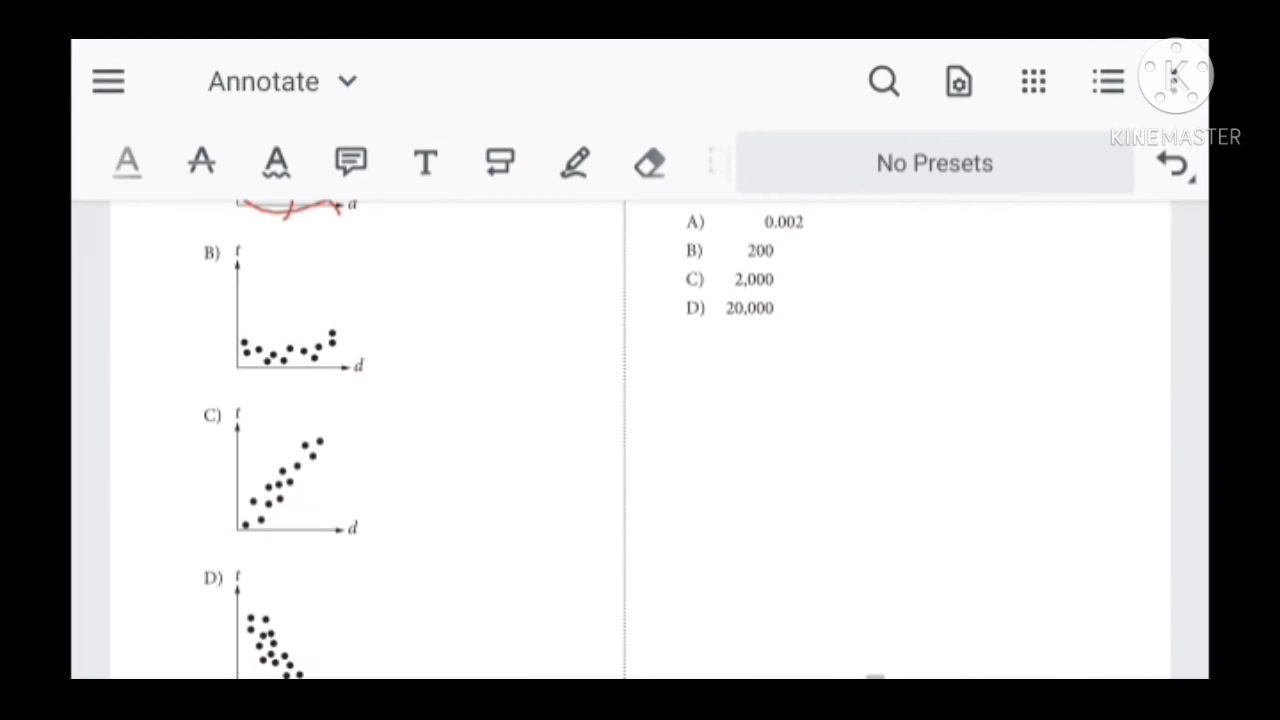 Annotate
K
KINEMASTER
A A A T
No Presets
a
B) t
d
C) t
d
D) t
A) 0.002
B) 200
C) 2,000
D) 20,000